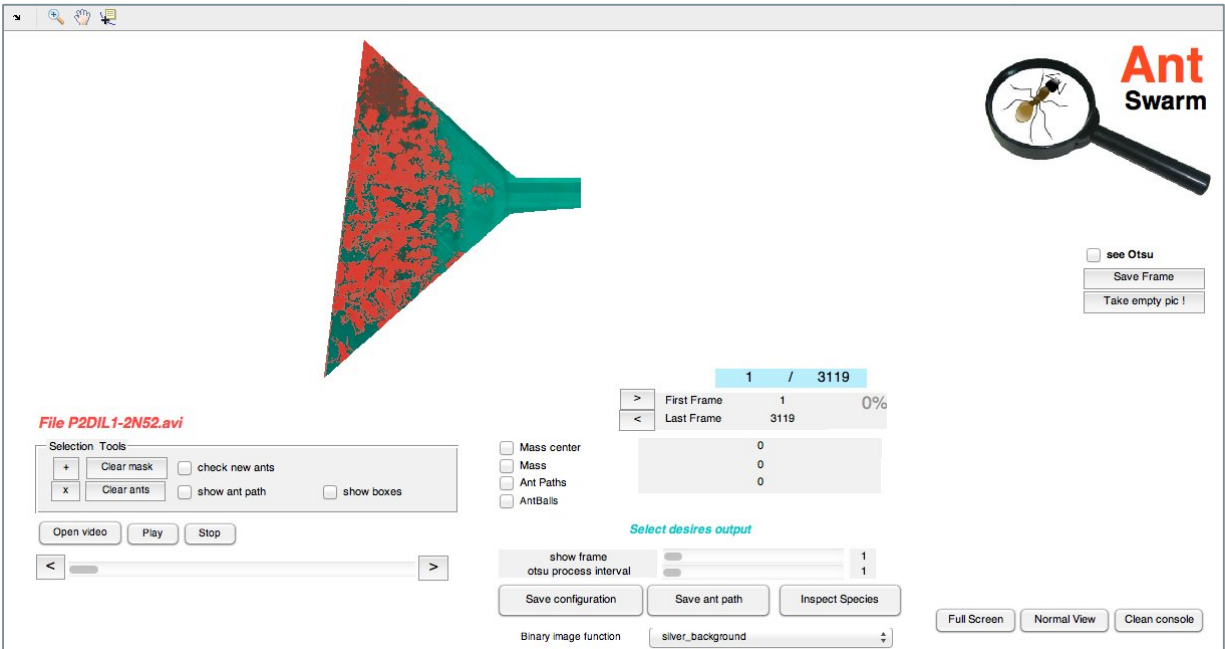 Ant
Swarm
see Otsu
Save Frame
Take empty pic !
1 / 3119
> First Frame 1 0%
< Last Frame 3119
File P2DIL1-2N52.avi
Selection Tools
+ Clear mask check new ants
x Clear ants show ant path show boxes
Mass center 0
Mass 0
Ant Paths 0
AntBalls
Open video Play Stop
Select desires output
< >
show frame 1
otsu process interval 1
Save configuration Save ant path Inspect Species
Full Screen Normal View Clean console
Binary image function silver_background